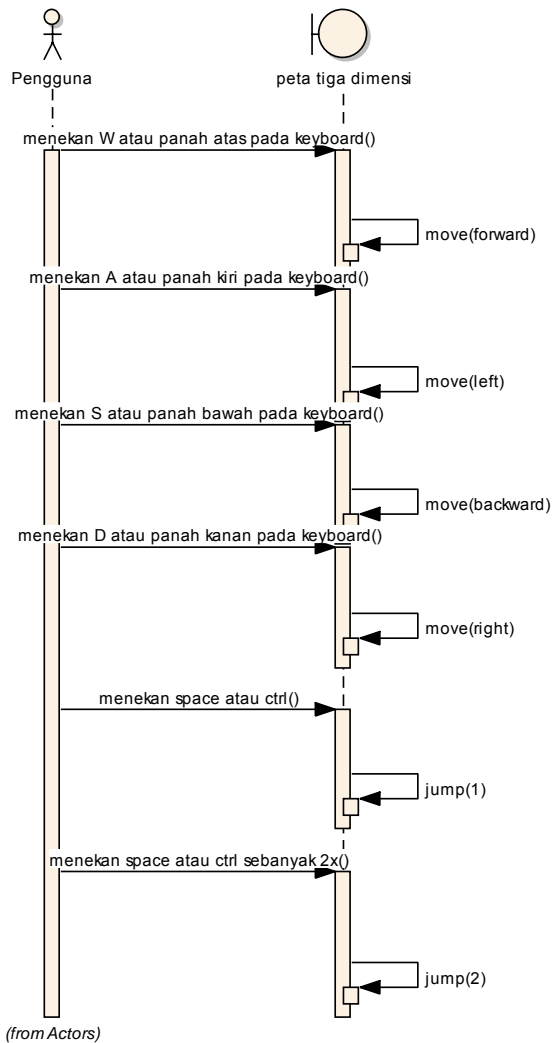 Pengguna
peta tiga dimensi
menekan W atau panah atas pada keyboard()
move(forward)
menekan A atau panah kiri pada keyboard()
move(left)
menekan S atau panah bawah pada keyboard()
move(backward)
menekan D atau panah kanan pada keyboard()
move(right)
menekan space atau ctrl()
jump(1)
menekan space atau ctrl sebanyak 2x()
jump(2)
(from Actors)